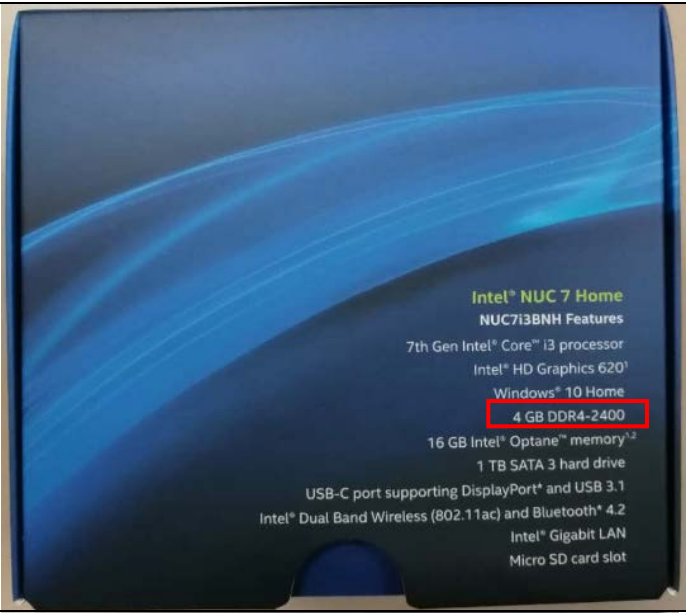 Intel® NUC 7 Home
NUC7i3BNH Features
7th Gen Intel® Core™ i3 processor
Intel® HD Graphics 620¹
Windows® 10 Home
4 GB DDR4-2400
16 GB Intel® Optane™ memory¹,²
1 TB SATA 3 hard drive
USB-C port supporting DisplayPort* and USB 3.1
Intel® Dual Band Wireless (802.11ac) and Bluetooth* 4.2
Intel® Gigabit LAN
Micro SD card slot